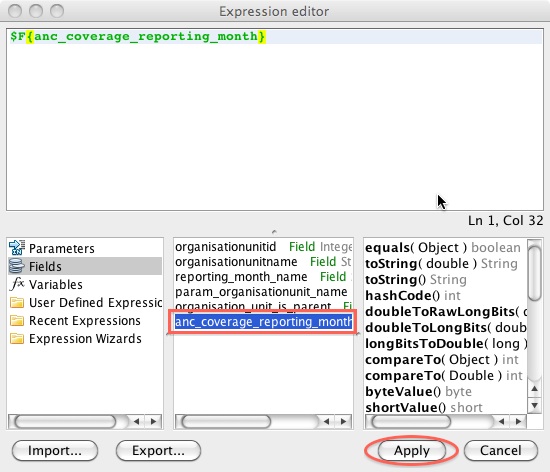 Expression editor
$F{anc_coverage_reporting_month}
Ln 1, Col 32
Parameters
Fields
Variables
User Defined Expressio
Recent Expressions
Expression Wizards
organisationunitid Field Intege
organisationunitname Field St
reporting_month_name Field
param_organisationunit_name
organisation_unit_is_parent Fi
anc_coverage_reporting_month
equals( Object ) boolean
toString( double ) String
toString() String
hashCode() int
doubleToRawLongBits( d
doubleToLongBits( doub
longBitsToDouble( long )
compareTo( Object ) int
compareTo( Double ) int
byteValue() byte
shortValue() short
Import...
Export...
Apply
Cancel